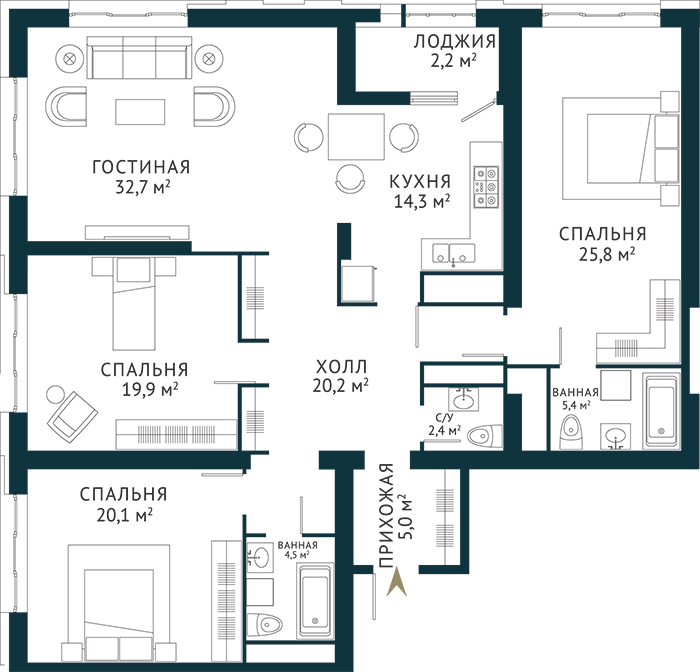 ЛОДЖИЯ
2,2 м²
ГОСТИНАЯ
32,7 м²
КУХНЯ
14,3 м²
СПАЛЬНЯ
25,8 м²
СПАЛЬНЯ
19,9 м²
ХОЛЛ
20,2 м²
С/У
2,4 м²
ВАННАЯ
5,4 м²
СПАЛЬНЯ
20,1 м²
ВАННАЯ
4,5 м²
ПРИХОЖАЯ
5,0 м²